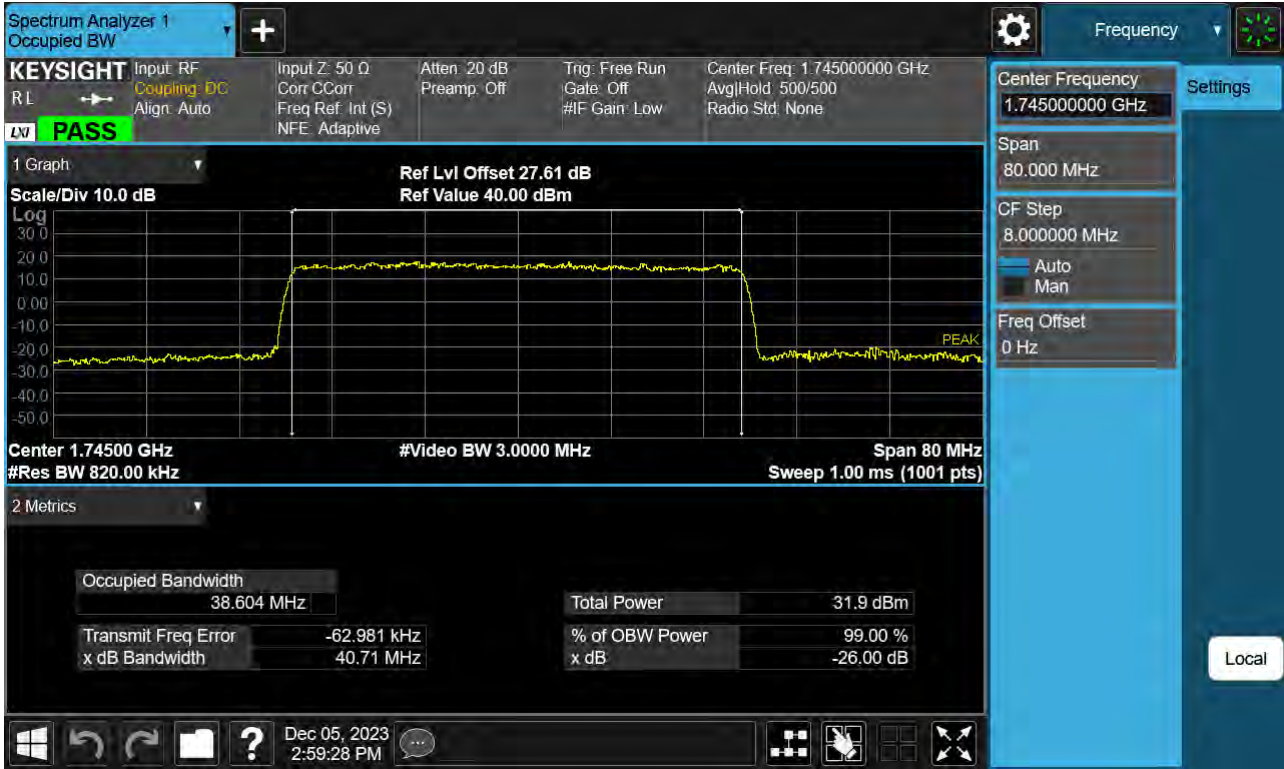 Spectrum Analyzer 1
Occupied BW
+
Frequency
KEYSIGHT
Input: RF
Coupling: DC
Align: Auto
Input Z: 50 Ω
Corr CCorr
Freq Ref: Int (S)
NFE: Adaptive
Atten: 20 dB
Preamp: Off
Trig: Free Run
Gate: Off
#IF Gain: Low
Center Freq: 1.745000000 GHz
Avg|Hold: 500/500
Radio Std: None
RL
LXI
PASS
Center Frequency
1.745000000 GHz
Settings
Span
80.000 MHz
CF Step
8.000000 MHz
Auto
Man
Freq Offset
0 Hz
1 Graph
Ref Lvl Offset 27.61 dB
Scale/Div 10.0 dB
Ref Value 40.00 dBm
Log
30.0
20.0
10.0
0.00
-10.0
-20.0
-30.0
-40.0
-50.0
PEAK
Center 1.74500 GHz
#Video BW 3.0000 MHz
Span 80 MHz
#Res BW 820.00 kHz
Sweep 1.00 ms (1001 pts)
2 Metrics
Occupied Bandwidth
38.604 MHz
Total Power 31.9 dBm
Transmit Freq Error -62.981 kHz
% of OBW Power 99.00 %
x dB Bandwidth 40.71 MHz
x dB -26.00 dB
Local
?
Dec 05, 2023
2:59:28 PM